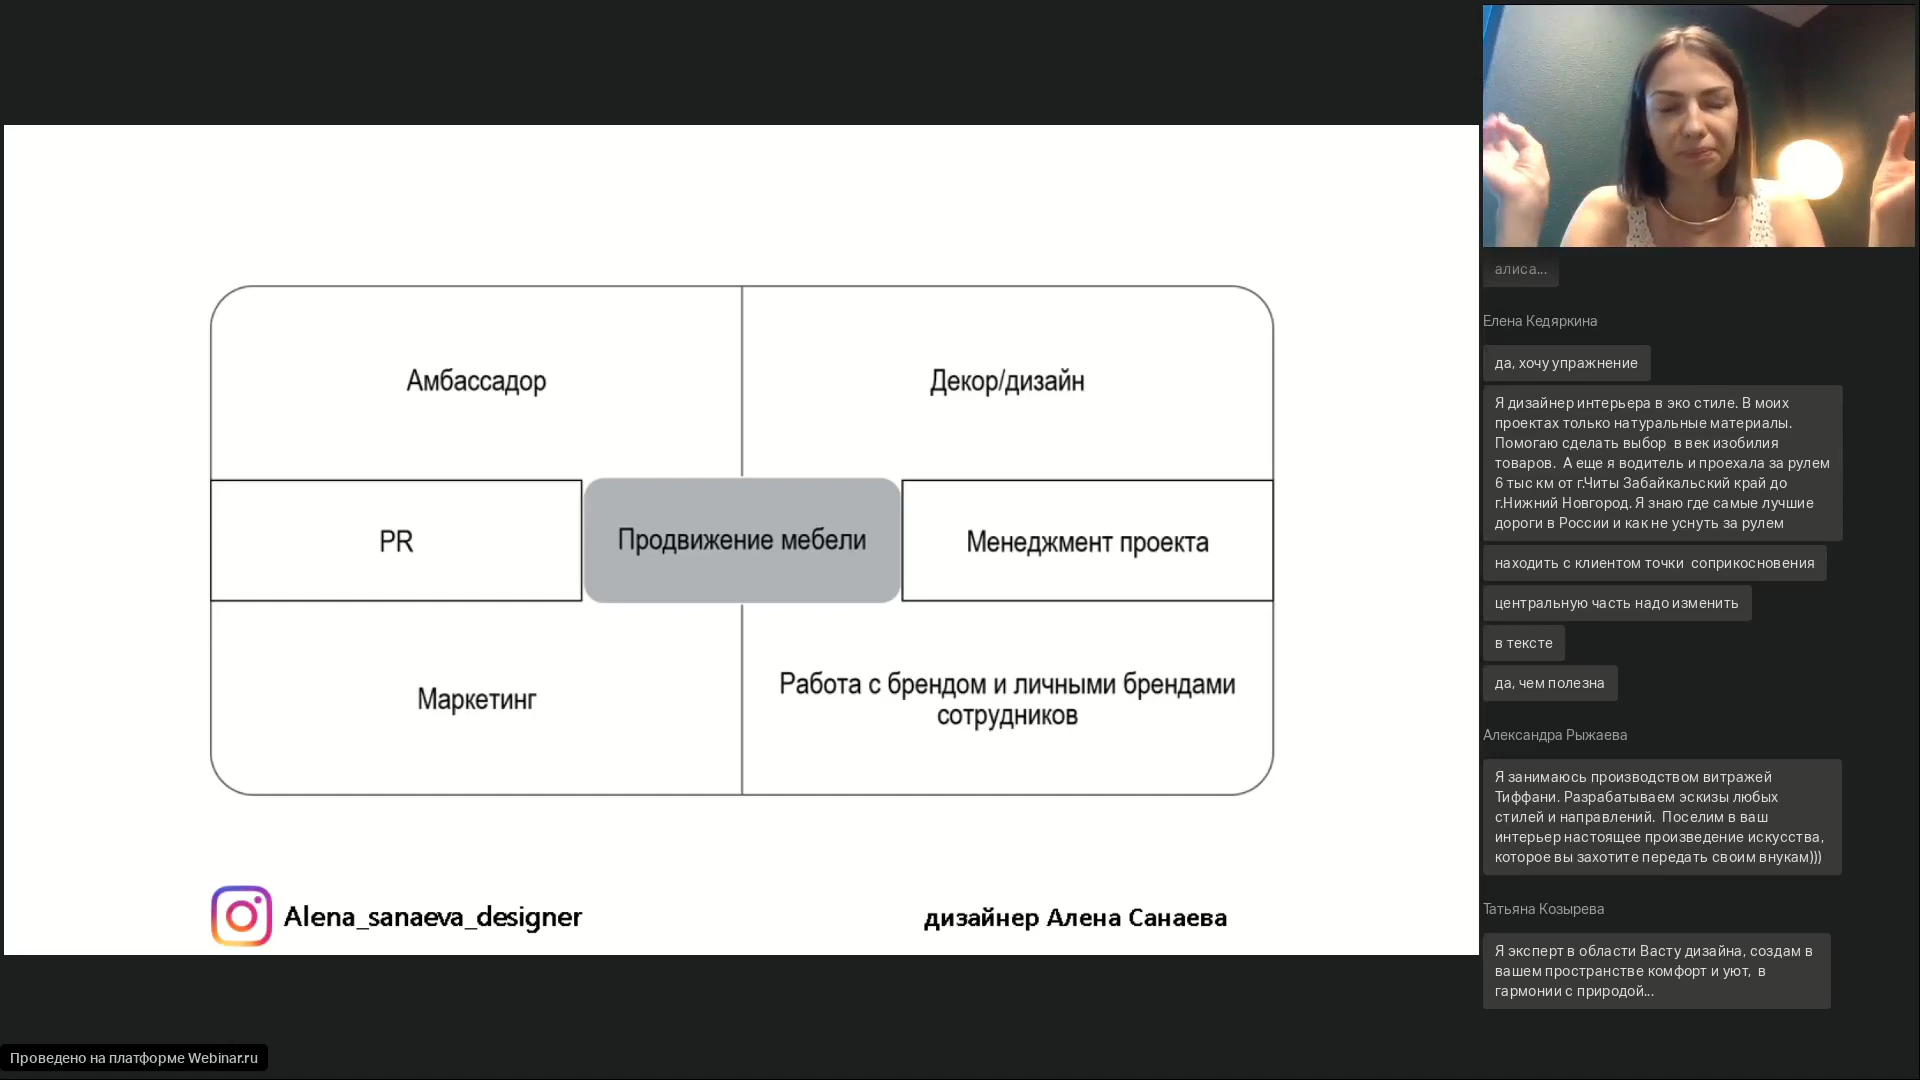 Амбассадор
Декор/дизайн
PR
Продвижение мебели
Менеджмент проекта
Маркетинг
Работа с брендом и личными брендами
сотрудников
Alena_sanaeva_designer
дизайнер Алена Санаева
Проведено на платформе Webinar.ru
алиса...
Елена Кедяркина
да, хочу упражнение
Я дизайнер интерьера в эко стиле. В моих
проектах только натуральные материалы.
Помогаю сделать выбор в век изобилия
товаров. А еще я водитель и проехала за рулем
6 тыс км от г.Читы Забайкальский край до
г.Нижний Новгород. Я знаю где самые лучшие
дороги в России и как не уснуть за рулем
находить с клиентом точки соприкосновения
центральную часть надо изменить
в тексте
да, чем полезна
Александра Рыжаева
Я занимаюсь производством витражей
Тиффани. Разрабатываем эскизы любых
стилей и направлений. Поселим в ваш
интерьер настоящее произведение искусства,
которое вы захотите передать своим внукам)))
Татьяна Козырева
Я эксперт в области Васту дизайна, создам в
вашем пространстве комфорт и уют, в
гармонии с природой...